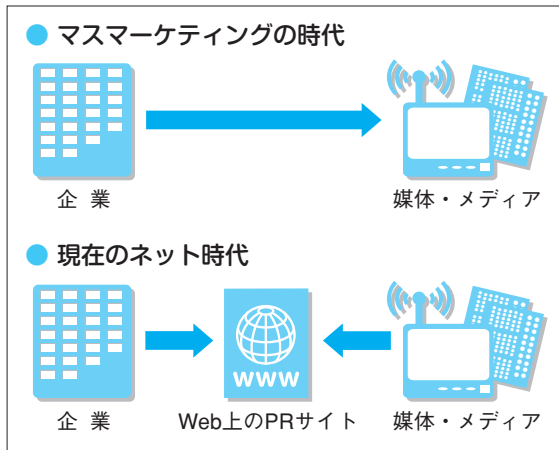 ● マスマーケティングの時代
企 業
媒体・メディア
● 現在のネット時代
WWW
企 業
Web上のPRサイト
媒体・メディア